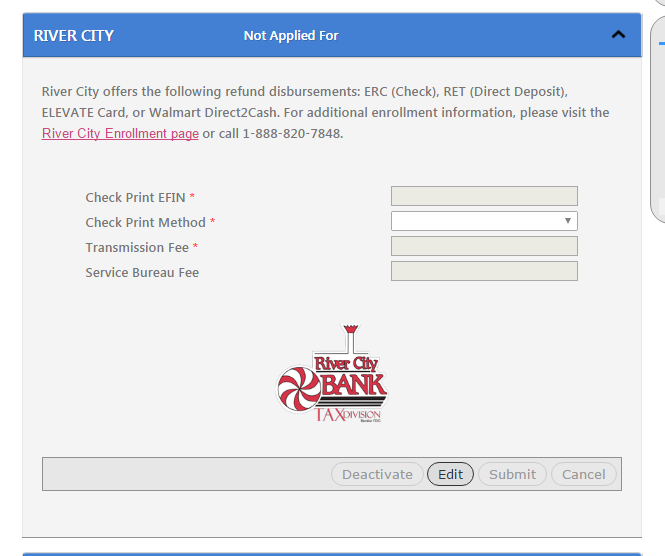 RIVER CITY Not Applied For
River City offers the following refund disbursements: ERC (Check), RET (Direct Deposit),
ELEVATE Card, or Walmart Direct2Cash. For additional enrollment information, please visit the
River City Enrollment page or call 1-888-820-7848.
Check Print EFIN *
Check Print Method *
Transmission Fee *
Service Bureau Fee
River City
BANK
TAX DIVISION
Deactivate Edit Submit Cancel